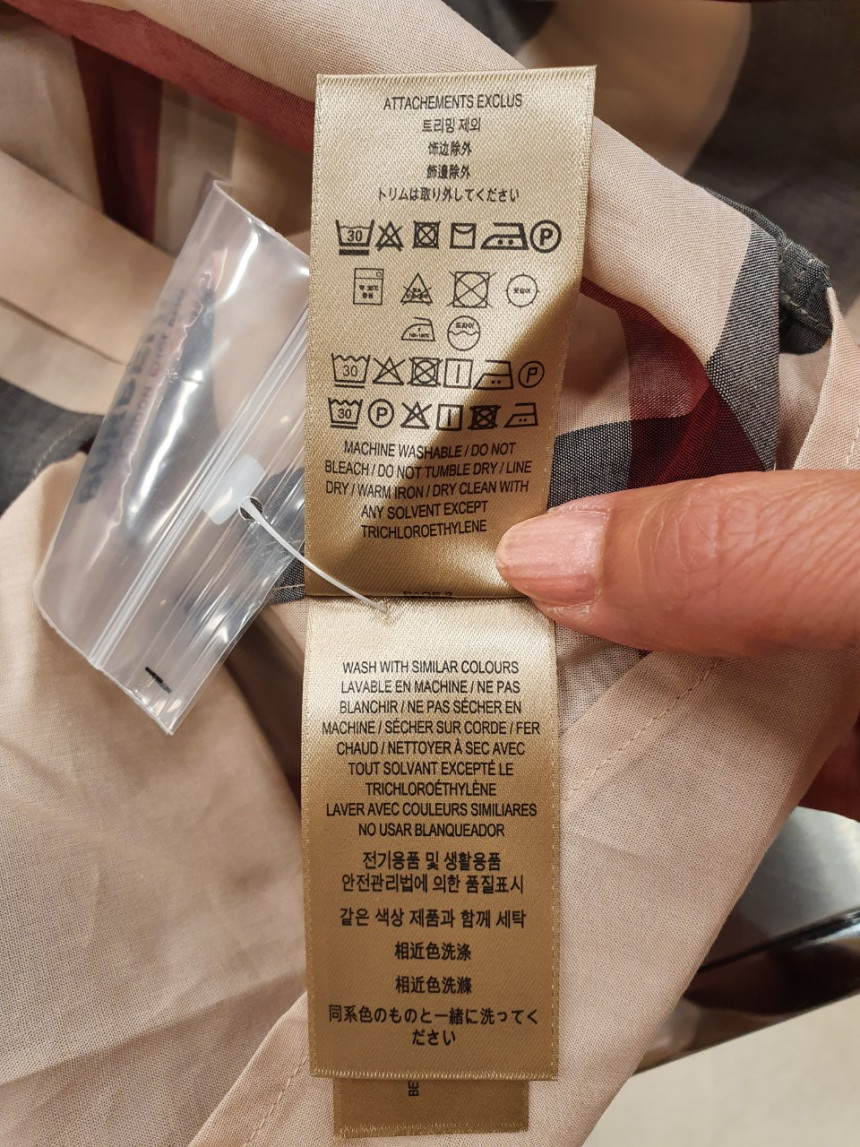 ATTACHEMENTS EXCLUS
트리밍 제외
饰边除外
飾邊除外
トリムは取り外してください
30 P
30 P
30 P
MACHINE WASHABLE / DO NOT
BLEACH / DO NOT TUMBLE DRY / LINE
DRY / WARM IRON / DRY CLEAN WITH
ANY SOLVENT EXCEPT
TRICHLOROETHYLENE
WASH WITH SIMILAR COLOURS
LAVABLE EN MACHINE / NE PAS
BLANCHIR / NE PAS SÉCHER EN
MACHINE / SÉCHER SUR CORDE / FER
CHAUD / NETTOYER À SEC AVEC
TOUT SOLVANT EXCEPTÉ LE
TRICHLOROÉTHYLÈNE
LAVER AVEC COULEURS SIMILIARES
NO USAR BLANQUEADOR
전기용품 및 생활용품
안전관리법에 의한 품질표시
같은 색상 제품과 함께 세탁
相近色洗涤
相近色洗滌
同系色のものと一緒に洗ってく
ださい